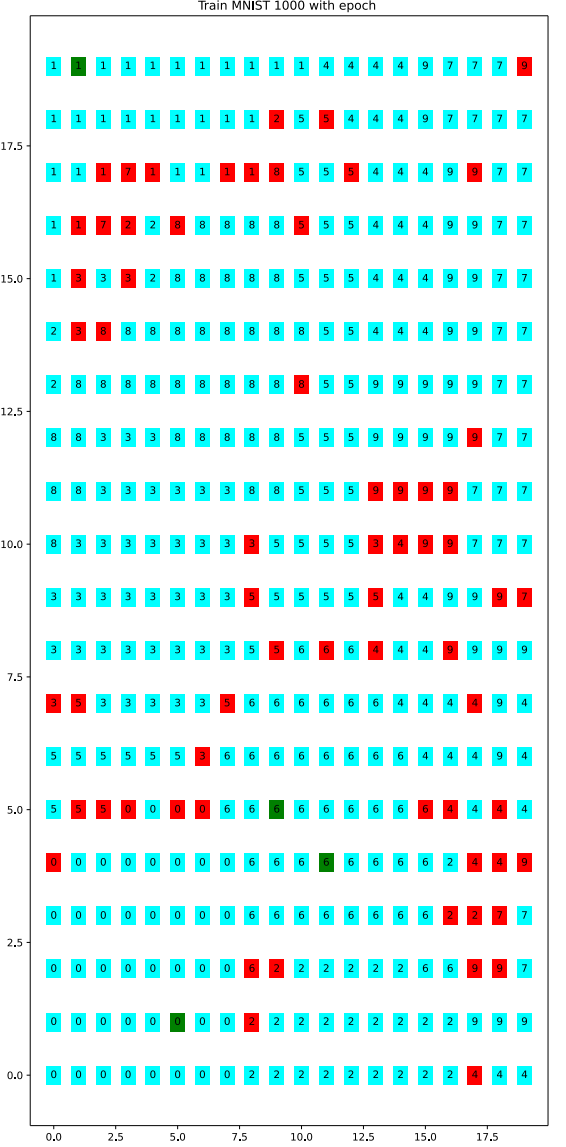 Train MNIST 1000 with epoch
1 1 1 1 1 1 1 1 1 1 1 4 4 4 4 9 7 7 7 9
1 1 1 1 1 1 1 1 1 2 5 5 4 4 4 9 7 7 7 7
17.5
1 1 1 7 1 1 1 1 1 8 5 5 5 4 4 4 9 9 7 7
1 1 7 2 2 8 8 8 8 8 5 5 5 4 4 4 9 9 7 7
15.0
1 3 3 3 2 8 8 8 8 8 5 5 5 4 4 4 9 9 7 7
2 3 8 8 8 8 8 8 8 8 8 5 5 4 4 4 9 9 7 7
2 8 8 8 8 8 8 8 8 8 8 5 5 9 9 9 9 9 7 7
12.5
8 8 3 3 3 8 8 8 8 8 5 5 5 9 9 9 9 9 7 7
8 8 3 3 3 3 3 3 8 8 5 5 5 9 9 9 9 7 7 7
10.0
8 3 3 3 3 3 3 3 3 5 5 5 5 3 4 9 9 7 7 7
3 3 3 3 3 3 3 3 5 5 5 5 5 5 4 4 9 9 9 7
3 3 3 3 3 3 3 3 5 5 6 6 6 4 4 4 9 9 9 9
7.5
3 5 3 3 3 3 3 5 6 6 6 6 6 6 4 4 4 4 9 4
5 5 5 5 5 5 3 6 6 6 6 6 6 6 6 4 4 4 9 4
5.0
5 5 5 0 0 0 0 6 6 6 6 6 6 6 6 6 4 4 4 4
0 0 0 0 0 0 0 0 6 6 6 6 6 6 6 6 2 4 4 9
0 0 0 0 0 0 0 0 6 6 6 6 6 6 6 6 2 2 7 7
2.5
0 0 0 0 0 0 0 0 6 2 2 2 2 2 2 6 6 9 9 7
0 0 0 0 0 0 0 0 2 2 2 2 2 2 2 2 2 9 9 9
0.0
0 0 0 0 0 0 0 0 2 2 2 2 2 2 2 2 2 4 4 4
0.0 2.5 5.0 7.5 10.0 12.5 15.0 17.5